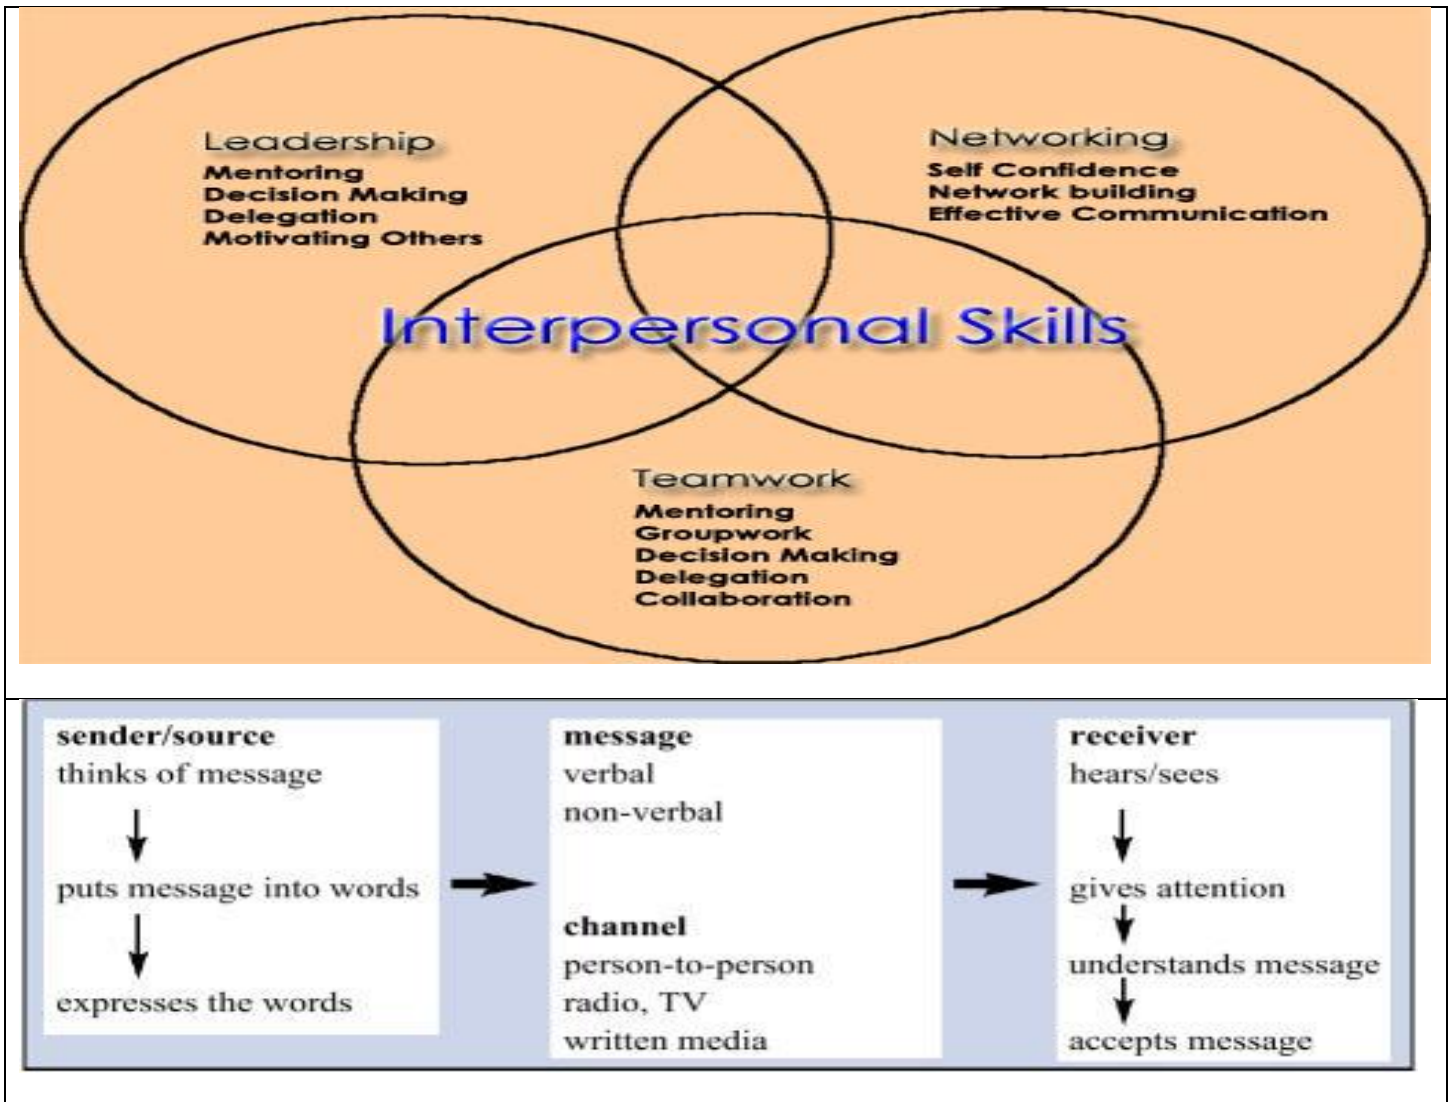 Leadership
Mentoring
Decision Making
Delegation
Motivating Others
Networking
Self Confidence
Network building
Effective Communication
Interpersonal Skills
Teamwork
Mentoring
Groupwork
Decision Making
Delegation
Collaboration
sender/source
thinks of message
puts message into words
expresses the words
message
verbal
non-verbal
channel
person-to-person
radio, TV
written media
receiver
hears/sees
gives attention
understands message
accepts message